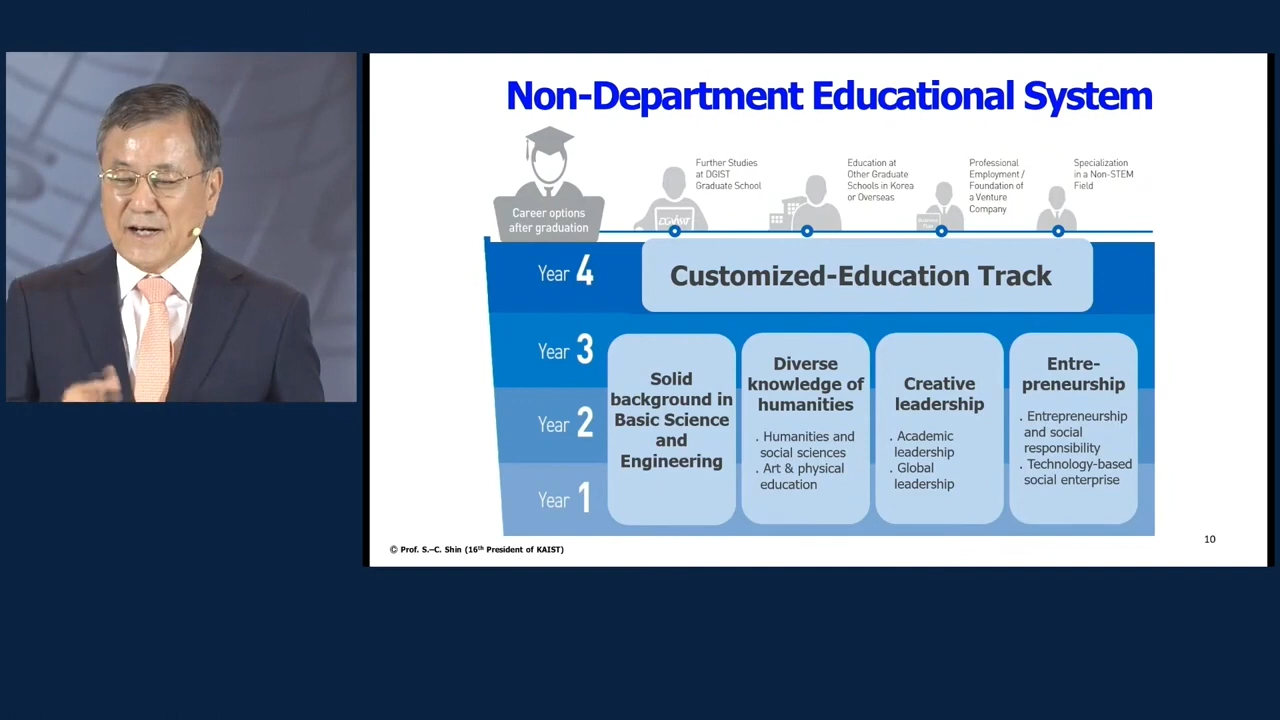 Non-Department Educational System
Further Studies
at DGIST
Graduate School
Education at
Other Graduate
Schools in Korea
or Overseas
Professional
Employment /
Foundation of
a Venture
Company
Specialization
in a Non-STEM
Field
Career options
after graduation
DGIST
Year 4
Customized-Education Track
Year 3
Year 2
Year 1
Solid
background in
Basic Science
and
Engineering
Diverse
knowledge of
humanities
. Humanities and
social sciences
. Art & physical
education
Creative
leadership
. Academic
leadership
. Global
leadership
Entre-
preneurship
. Entrepreneurship
and social
responsibility
. Technology-based
social enterprise
© Prof. S.-C. Shin (16th President of KAIST)
10